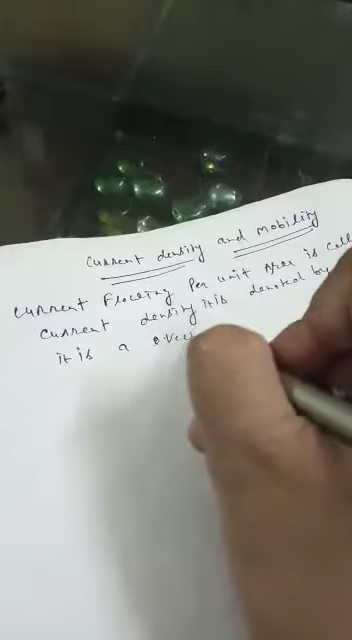 Current density and mobility
Current Flowing Per unit Area is call
current density it is denoted by
it is a